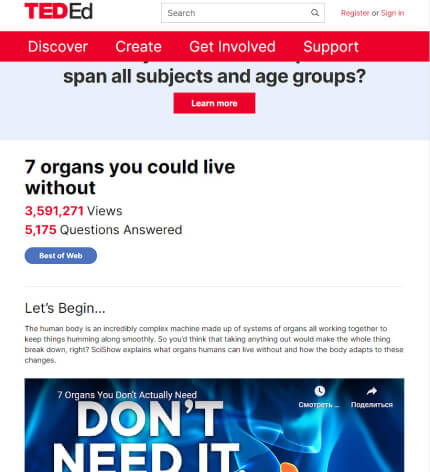 TEDEd
Search
Register or Sign in
Discover Create Get Involved Support
span all subjects and age groups?
Learn more
7 organs you could live
without
3,591,271 Views
5,175 Questions Answered
Best of Web
Let's Begin...
The human body is an incredibly complex machine made up of systems of organs all working together to
keep things humming along smoothly. So you'd think that taking anything out would make the whole thing
break down, right? SciShow explains what organs humans can live without and how the body adapts to these
changes.
7 Organs You Don't Actually Need
Смотреть ...
Поделиться
DON'T
NEED IT